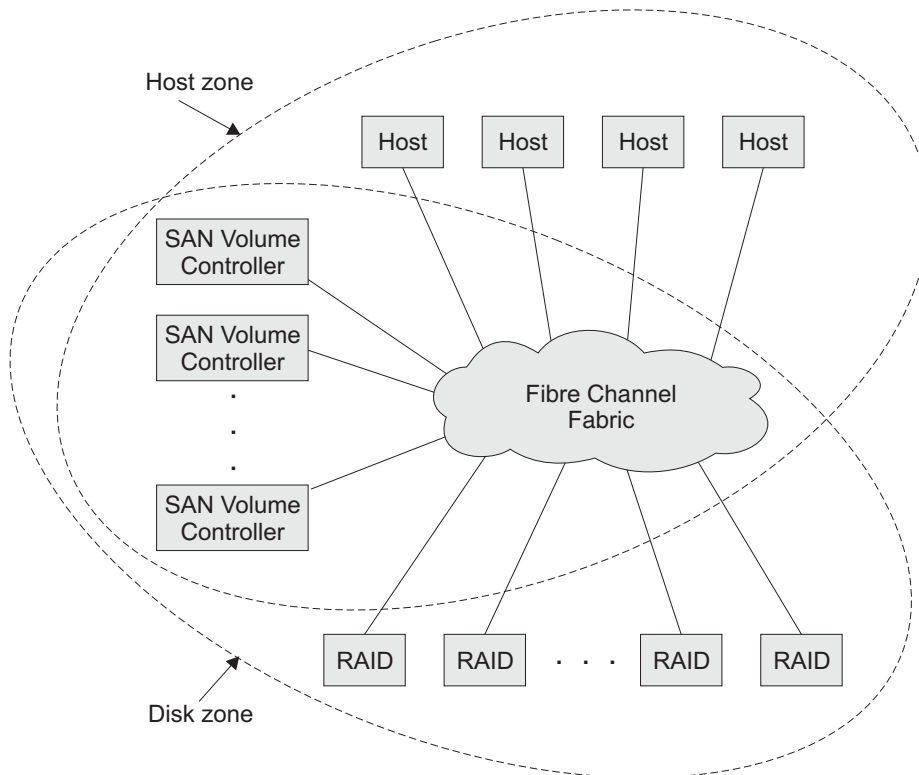 Host zone
Host
Host
Host
Host
SAN Volume
Controller
SAN Volume
Controller
.
.
.
SAN Volume
Controller
Fibre Channel
Fabric
RAID
RAID
. . .
RAID
RAID
Disk zone